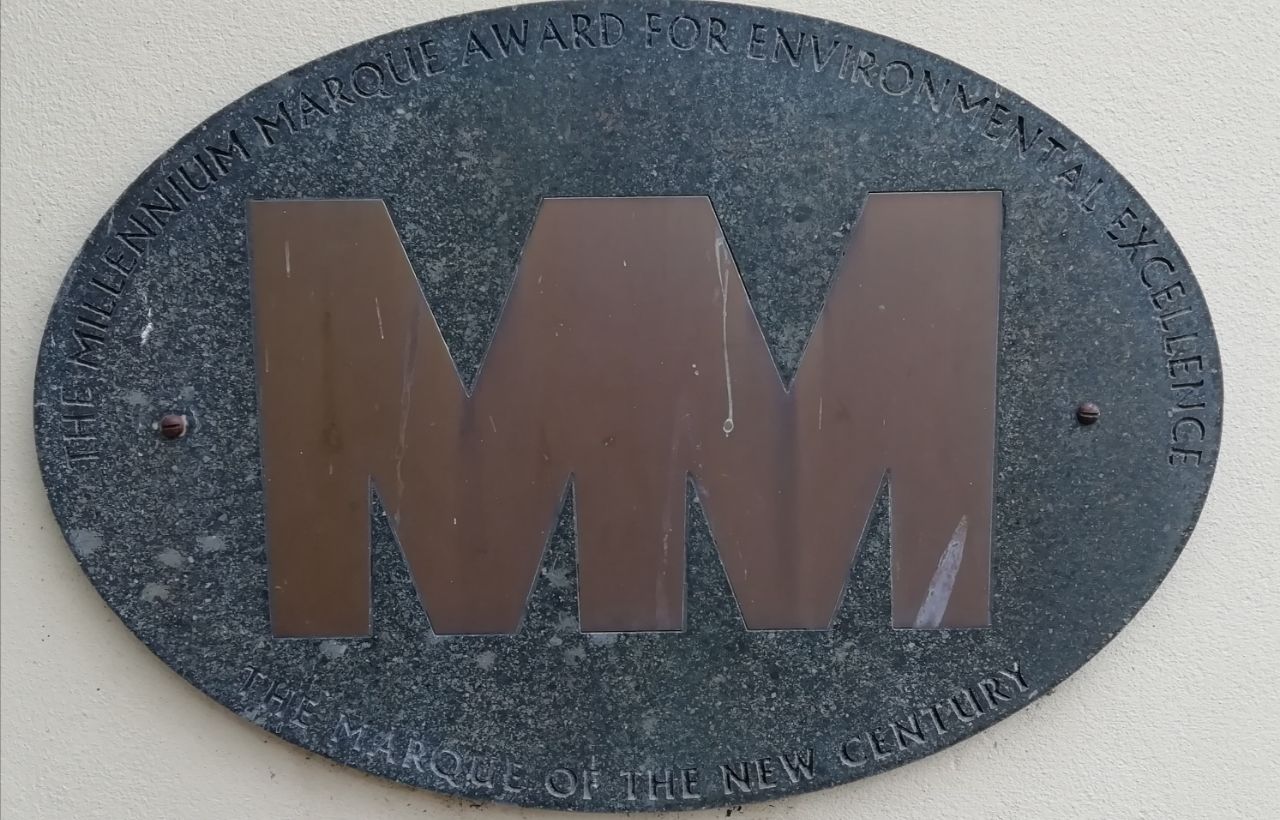 THE MILLENNIUM MARQUE AWARD FOR ENVIRONMENTAL EXCELLENCE
MM
THE MARQUE OF THE NEW CENTURY